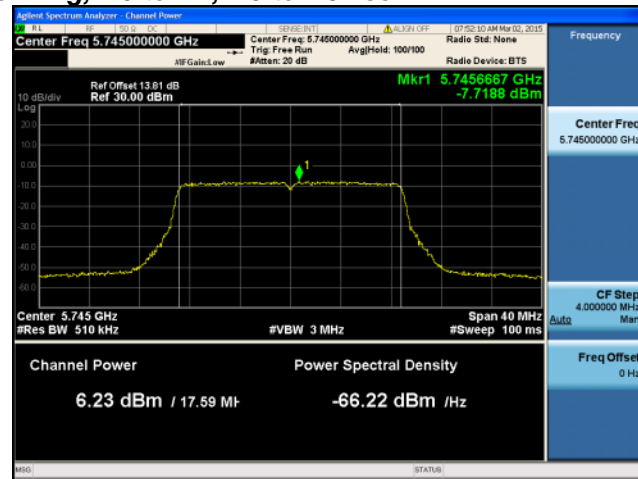 Agilent Spectrum Analyzer - Channel Power
RL RF 50 Ω DC SENSE:INT ALIGN OFF 07:52:10 AM Mar 02, 2015
Center Freq 5.745000000 GHz
Center Freq: 5.745000000 GHz Radio Std: None
Trig: Free Run Avg|Hold: 100/100
#IFGain:Low #Atten: 20 dB Radio Device: BTS
Frequency
Ref Offset 13.81 dB
10 dB/div Ref 30.00 dBm
Mkr1 5.7456667 GHz
-7.7188 dBm
Log
20.0
10.0
0.00
-10.0
-20.0
-30.0
-40.0
-50.0
-60.0
1
Center 5.745 GHz Span 40 MHz
#Res BW 510 kHz #VBW 3 MHz #Sweep 100 ms
Channel Power Power Spectral Density
6.23 dBm / 17.59 MH -66.22 dBm /Hz
Center Freq
5.745000000 GHz
CF Step
4.000000 MHz
Auto Man
Freq Offset
0 Hz
MSG STATUS